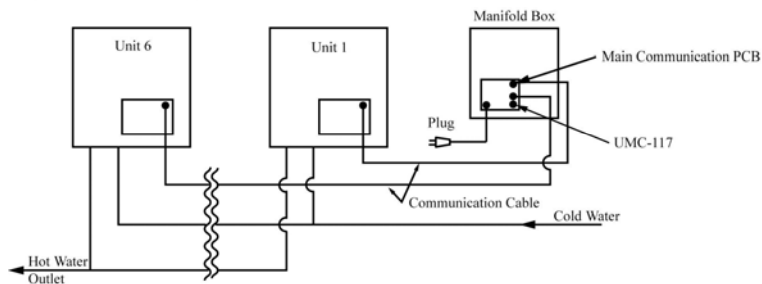 Manifold Box
Unit 6
Unit 1
Main Communication PCB
Plug
UMC-117
Communication Cable
Cold Water
Hot Water
Outlet